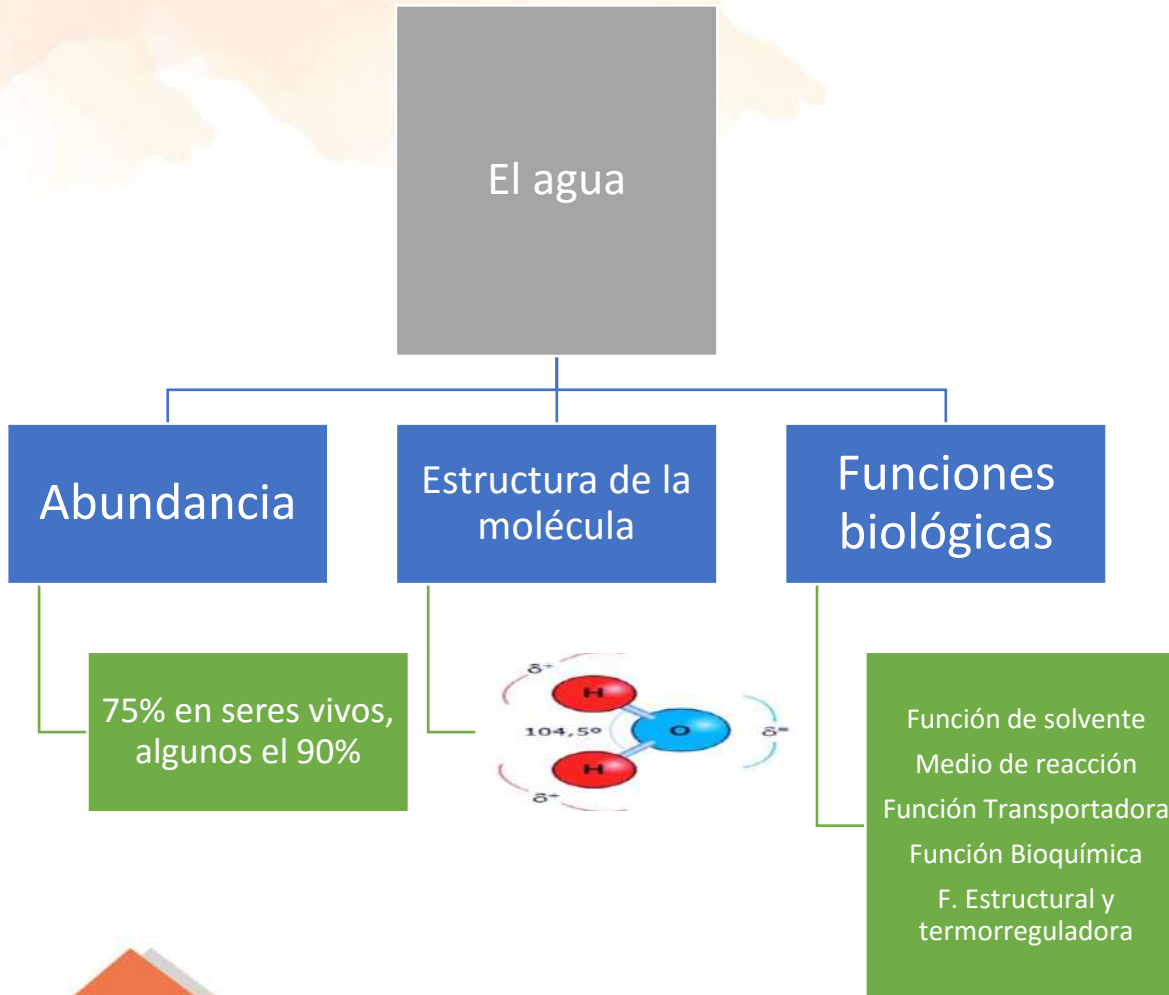 El agua
Abundancia
Estructura de la
molécula
Funciones
biológicas
75% en seres vivos,
algunos el 90%
δ⁺
H
104,5º
O
δ⁼
H
δ⁺
Función de solvente
Medio de reacción
Función Transportadora
Función Bioquímica
F. Estructural y
termorreguladora